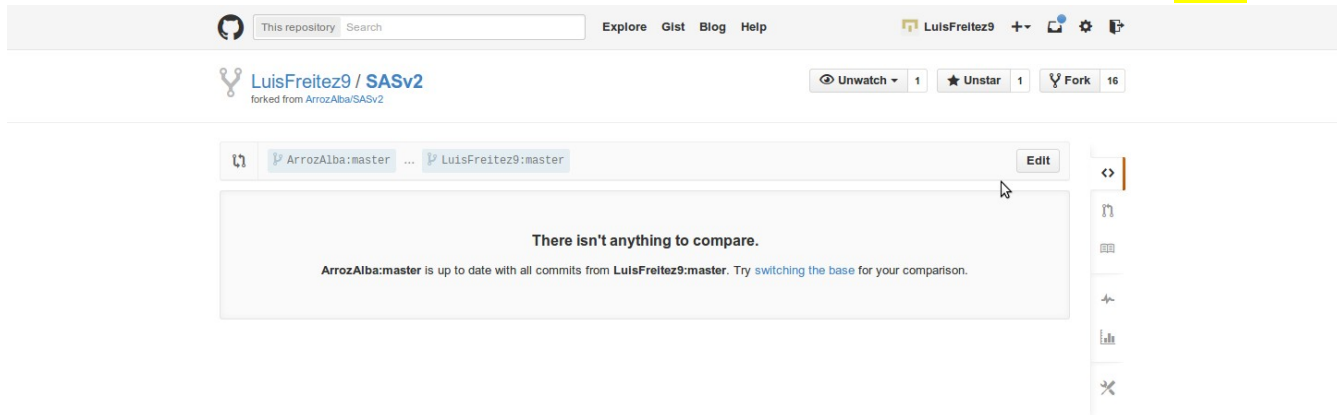 This repository Search Explore Gist Blog Help LuisFreitez9
LuisFreitez9 / SASv2 Unwatch 1 Unstar 1 Fork 16
forked from ArrozAlba/SASv2
ArrozAlba:master ... LuisFreitez9:master Edit
There isn't anything to compare.
ArrozAlba:master is up to date with all commits from LuisFreitez9:master. Try switching the base for your comparison.